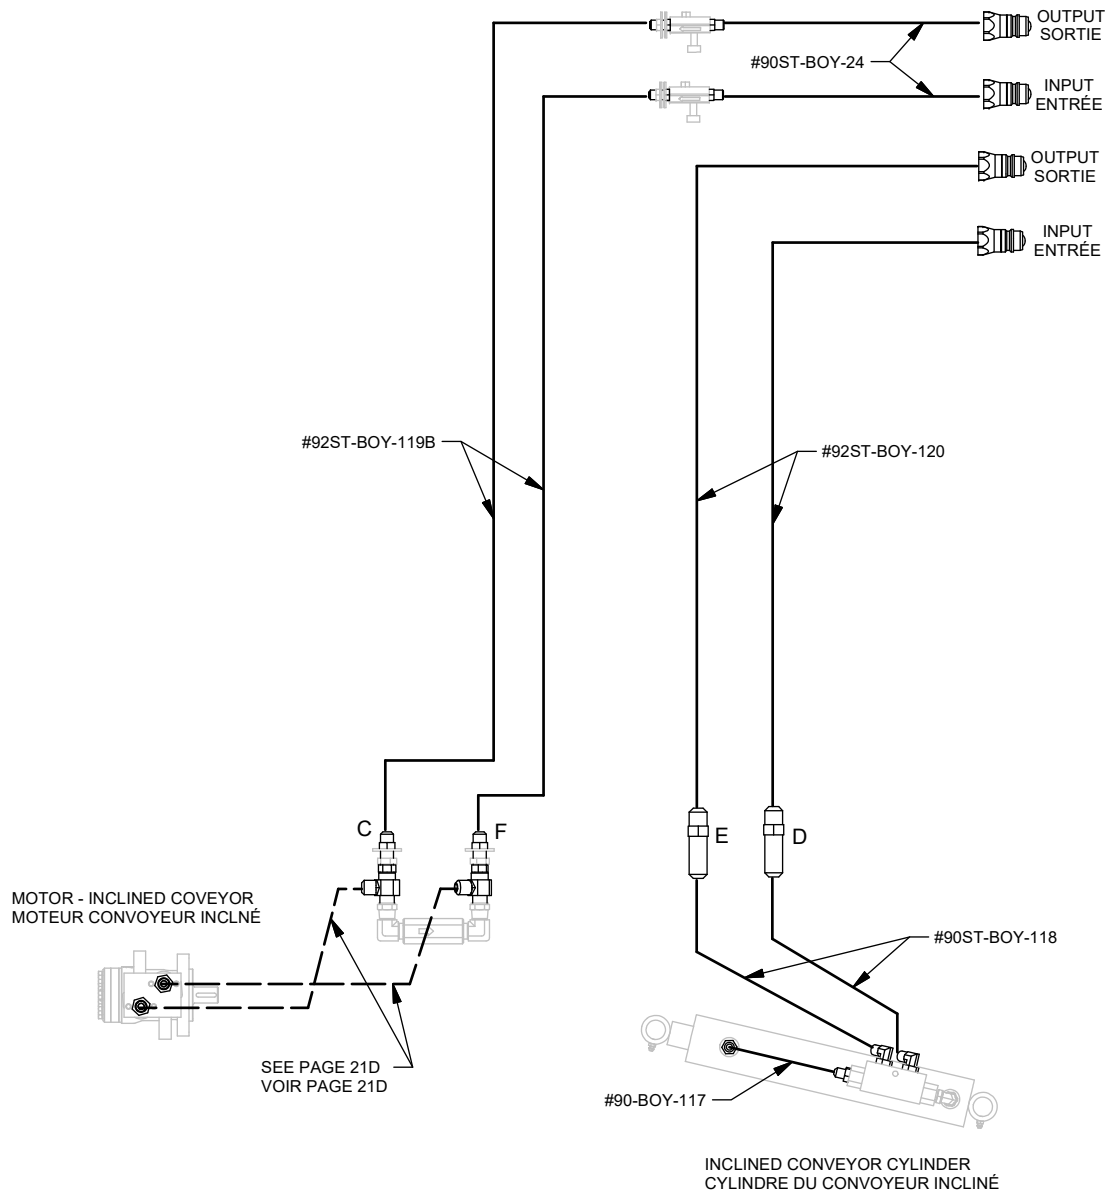 OUTPUT
SORTIE
#90ST-BOY-24
INPUT
ENTRÉE
OUTPUT
SORTIE
INPUT
ENTRÉE
#92ST-BOY-119B
#92ST-BOY-120
C
F
E
D
MOTOR - INCLINED COVEYOR
MOTEUR CONVOYEUR INCLNÉ
#90ST-BOY-118
SEE PAGE 21D
VOIR PAGE 21D
#90-BOY-117
INCLINED CONVEYOR CYLINDER
CYLINDRE DU CONVOYEUR INCLINÉ